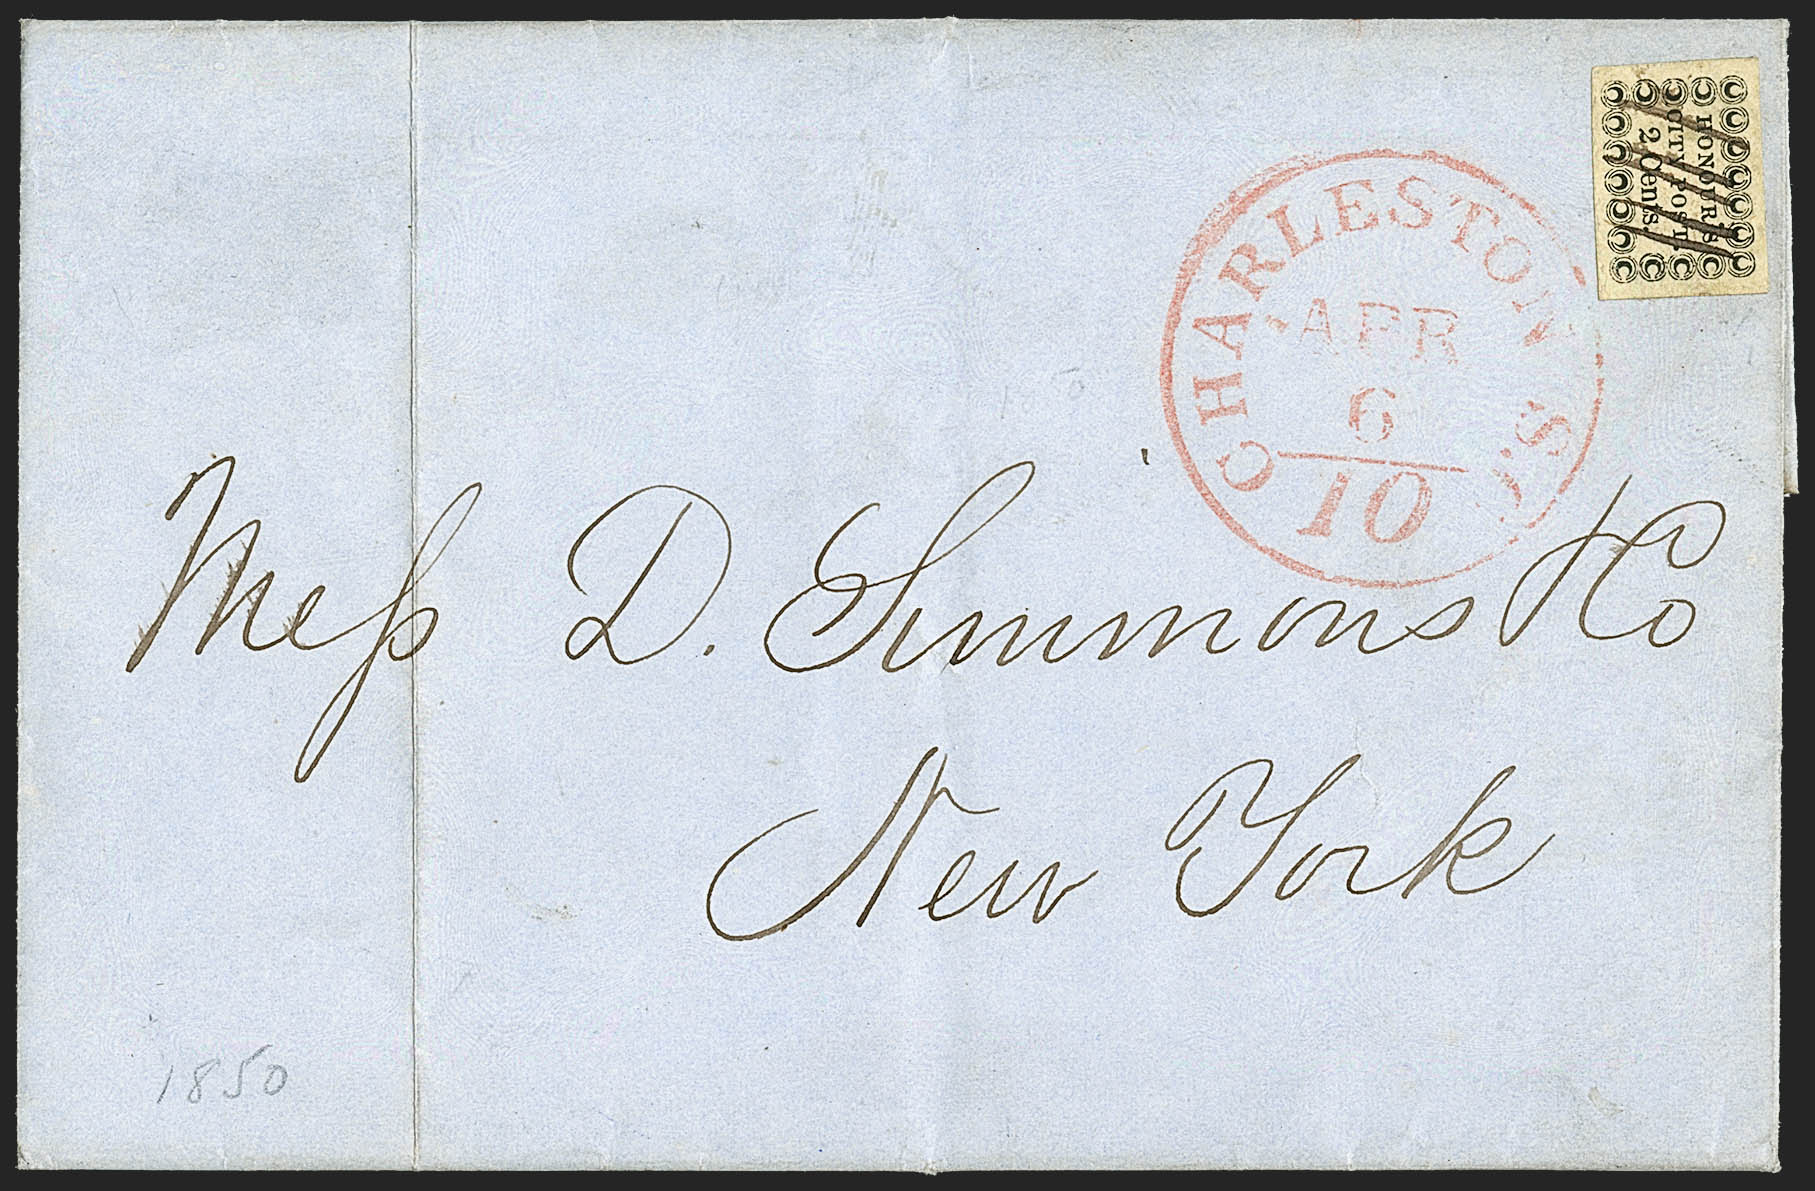 HONOUR'S
CITY POST
2 Cents.
CHARLESTON S.C.
APR
6
10
Mess D. Simmons & Co
New York
1850